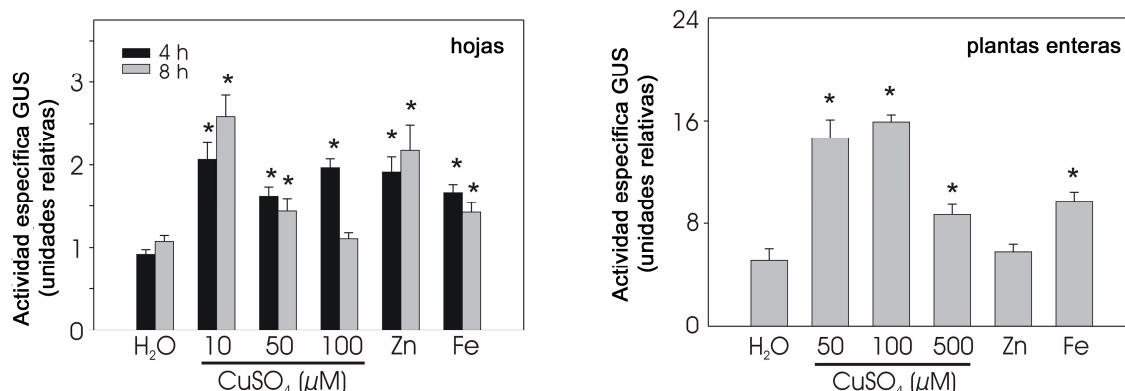 Actividad específica GUS
(unidades relativas)
3
2
1
0
4 h
8 h
hojas
*
*
*
*
*
*
*
*
*
H₂O
10
50
100
Zn
Fe
CuSO₄ (µM)
Actividad específica GUS
(unidades relativas)
24
16
8
0
plantas enteras
*
*
*
*
H₂O
50
100
500
Zn
Fe
CuSO₄ (µM)